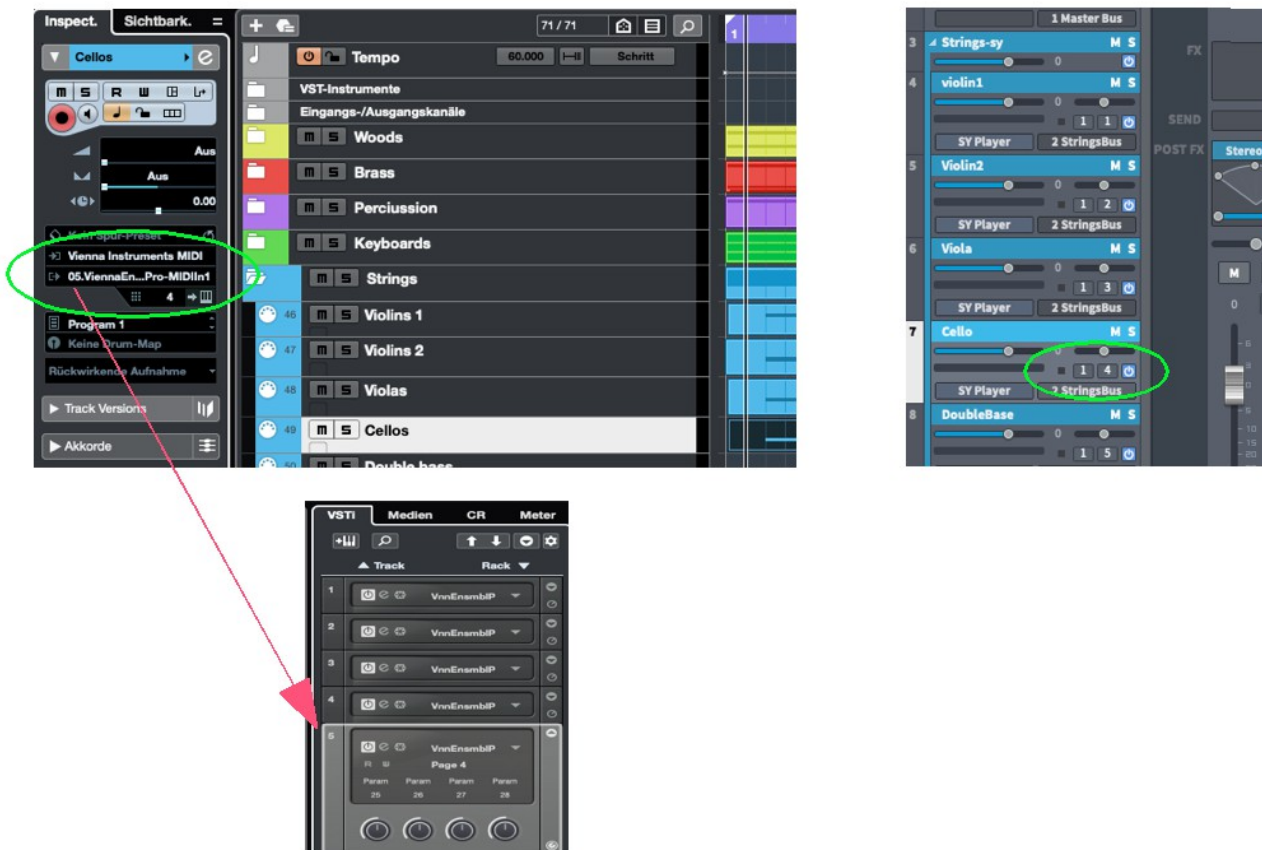 Inspect. Sichtbark.
Cellos
m S R W
Aus
Aus
0.00
Kein Spur-Preset
Vienna Instruments MIDI
05.ViennaEn...Pro-MIDIIn1
4
Program 1
Keine Drum-Map
Rückwirkende Aufnahme
Track Versions
Akkorde
71 / 71
1
Tempo 60.000 Schritt
VST-Instrumente
Eingangs-/Ausgangskanäle
m S Woods
m S Brass
m S Perciussion
m S Keyboards
m S Strings
46 m S Violins 1
47 m S Violins 2
48 m S Violas
49 m S Cellos
50 m S Double bass
1 Master Bus
3 Strings-sy M S
0
4 violin1 M S
0
1 1
SY Player 2 StringsBus
5 Violin2 M S
0
1 2
SY Player 2 StringsBus
6 Viola M S
0
1 3
SY Player 2 StringsBus
7 Cello M S
0
1 4
SY Player 2 StringsBus
8 DoubleBase M S
0
1 5
FX
SEND
POST FX Stereo
M
0
VSTi Medien CR Meter
Track Rack
1 VnnEnsmblP
2 VnnEnsmblP
3 VnnEnsmblP
4 VnnEnsmblP
5 VnnEnsmblP
R W Page 4
Param Param Param Param
25 26 27 28